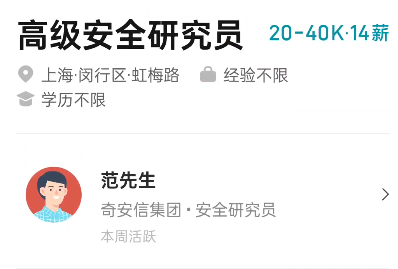 高级安全研究员 20-40K·14薪
上海·闵行区·虹梅路 经验不限
学历不限
范先生
奇安信集团·安全研究员
本周活跃